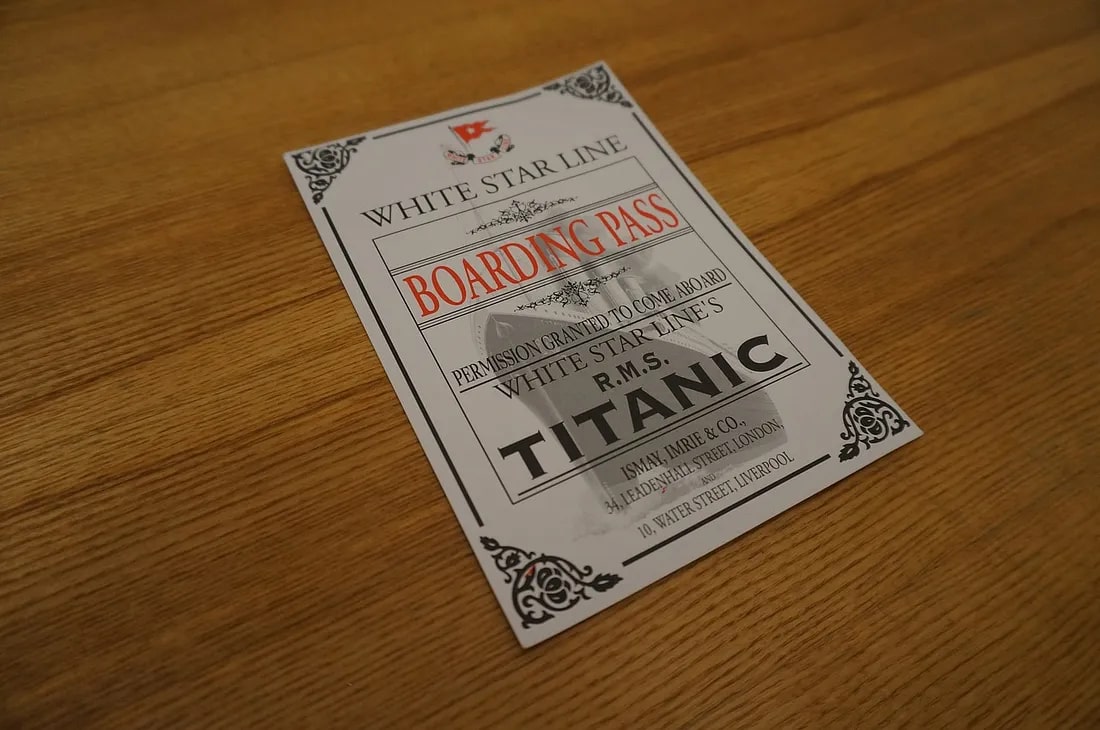 WHITE STAR LINE
BOARDING PASS
PERMISSION GRANTED TO COME ABOARD
WHITE STAR LINE'S
R.M.S.
TITANIC
ISMAY, IMRIE & CO.,
34, LEADENHALL STREET, LONDON,
AND
10, WATER STREET, LIVERPOOL